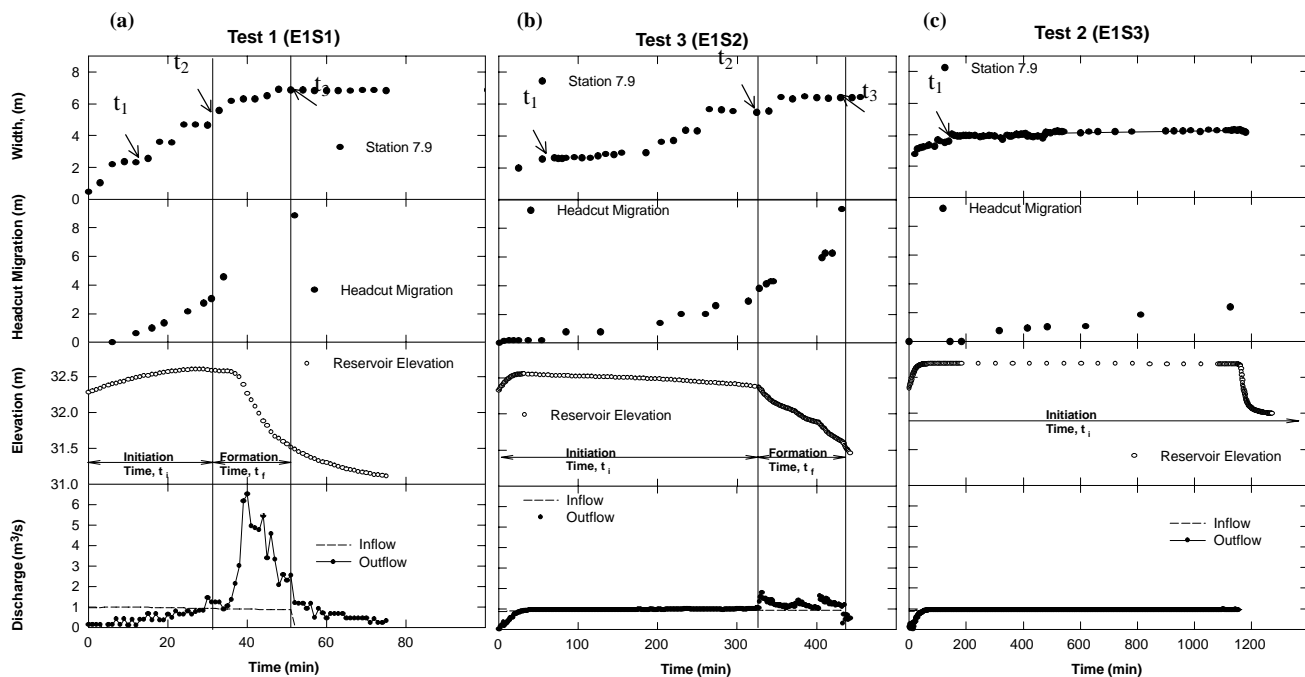 (a)
Test 1 (E1S1)
(b)
Test 3 (E1S2)
(c)
Test 2 (E1S3)
Width, (m)
8
6
4
2
0
t1
t2
t3
Station 7.9
t1
t2
t3
Station 7.9
t1
Station 7.9
Headcut Migration (m)
8
6
4
2
0
Headcut Migration
Headcut Migration
Headcut Migration
Elevation (m)
32.5
32.0
31.5
31.0
Reservoir Elevation
Initiation
Time, t i
Formation
Time, t f
Reservoir Elevation
Initiation
Time, t i
Formation
Time, t f
Initiation
Time, t i
Reservoir Elevation
Discharge (m³/s)
6
5
4
3
2
1
0
Inflow
Outflow
Inflow
Outflow
Inflow
Outflow
0 20 40 60 80
Time (min)
0 100 200 300 400
Time (min)
0 200 400 600 800 1000 1200
Time (min)